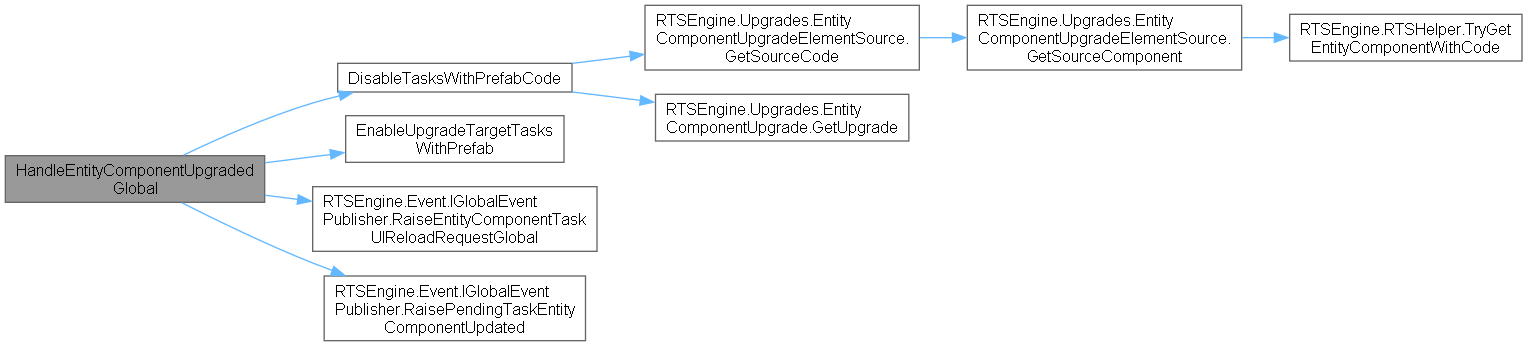 HandleEntityComponentUpgraded
Global
DisableTasksWithPrefabCode
RTSEngine.Upgrades.Entity
ComponentUpgradeElementSource.
GetSourceCode
RTSEngine.Upgrades.Entity
ComponentUpgradeElementSource.
GetSourceComponent
RTSEngine.RTSHelper.TryGet
EntityComponentWithCode
RTSEngine.Upgrades.Entity
ComponentUpgrade.GetUpgrade
EnableUpgradeTargetTasks
WithPrefab
RTSEngine.Event.IGlobalEvent
Publisher.RaiseEntityComponentTask
UIReloadRequestGlobal
RTSEngine.Event.IGlobalEvent
Publisher.RaisePendingTaskEntity
ComponentUpdated